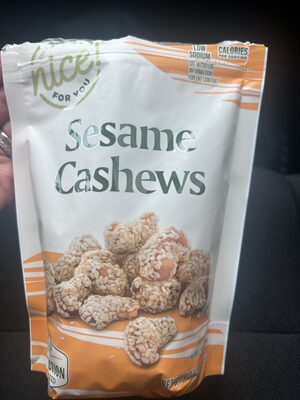 nice!
FOR YOU
LOW
SODIUM
SEE NUTRITION
INFORMATION
FOR FAT CONTENT
CALORIES
PER SERVING
Sesame
Cashews